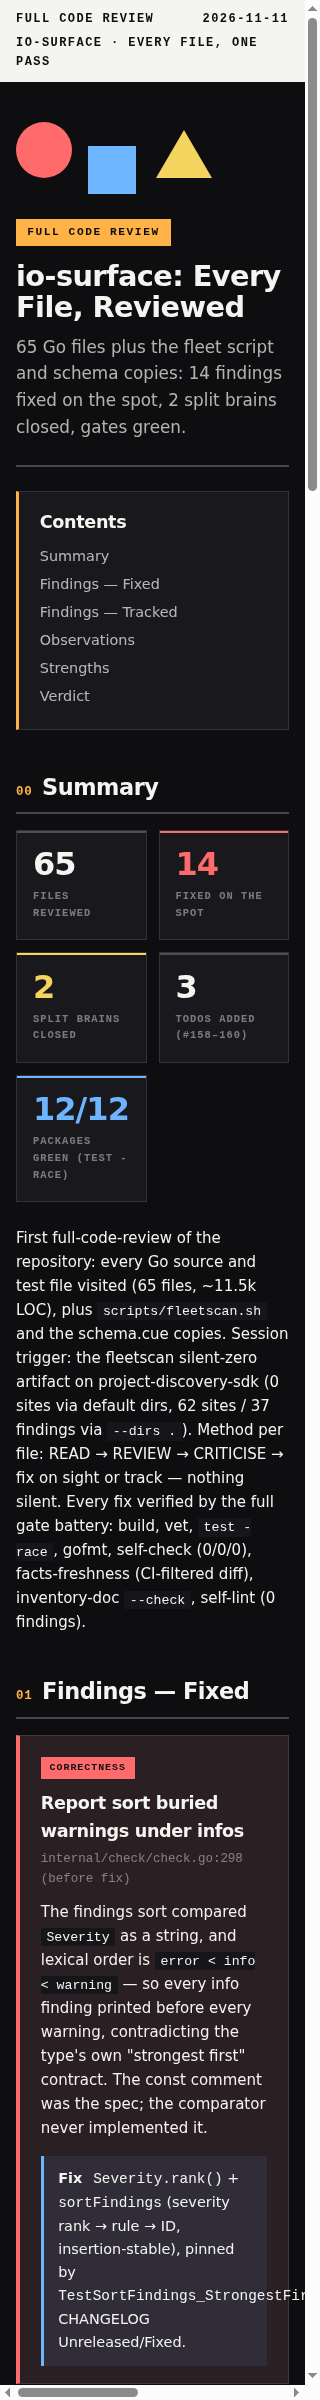 FULL CODE REVIEW 2026-11-11
IO-SURFACE · EVERY FILE, ONE
PASS
FULL CODE REVIEW
io-surface: Every
File, Reviewed
65 Go files plus the fleet script
and schema copies: 14 findings
fixed on the spot, 2 split brains
closed, gates green.
Contents
Summary
Findings — Fixed
Findings — Tracked
Observations
Strengths
Verdict
00 Summary
65
FILES
REVIEWED
14
FIXED ON THE
SPOT
2
SPLIT BRAINS
CLOSED
3
TODOS ADDED
(#158–160)
12/12
PACKAGES
GREEN (TEST -
RACE)
First full-code-review of the
repository: every Go source and
test file visited (65 files, ~11.5k
LOC), plus scripts/fleetscan.sh
and the schema.cue copies. Session
trigger: the fleetscan silent-zero
artifact on project-discovery-sdk (0
sites via default dirs, 62 sites / 37
findings via --dirs . ). Method per
file: READ → REVIEW → CRITICISE →
fix on sight or track — nothing
silent. Every fix verified by the full
gate battery: build, vet, test -
race , gofmt, self-check (0/0/0),
facts-freshness (CI-filtered diff),
inventory-doc --check , self-lint (0
findings).
01 Findings — Fixed
CORRECTNESS
Report sort buried
warnings under infos
internal/check/check.go:298
(before fix)
The findings sort compared
Severity as a string, and
lexical order is error < info
< warning — so every info
finding printed before every
warning, contradicting the
type's own "strongest first"
contract. The const comment
was the spec; the comparator
never implemented it.
Fix Severity.rank() +
sortFindings (severity
rank → rule → ID,
insertion-stable), pinned
by
TestSortFindings_StrongestFir
CHANGELOG
Unreleased/Fixed.